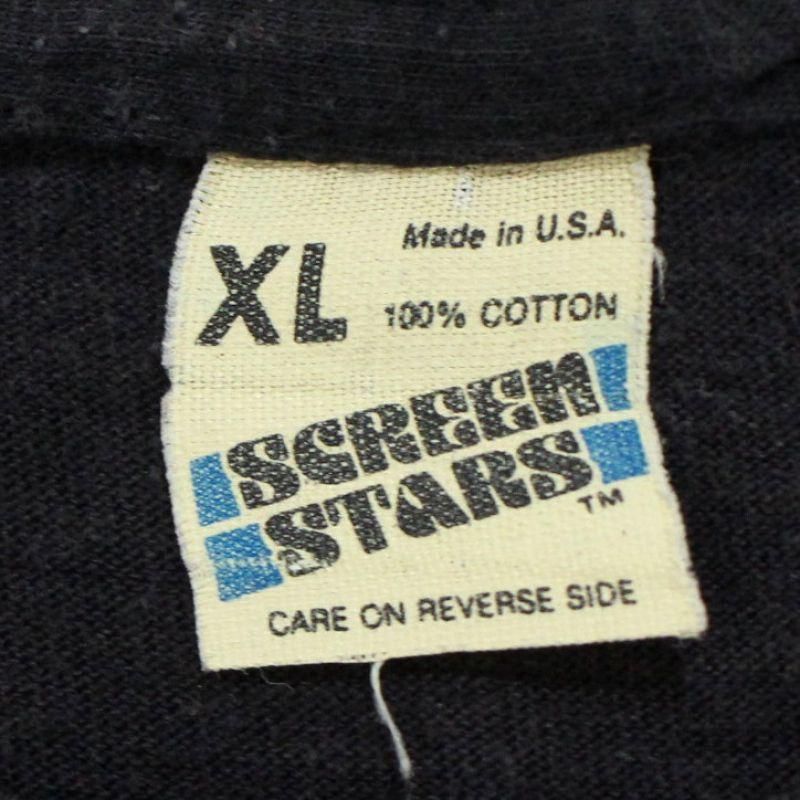 Made in U.S.A.
XL
100% COTTON
SCREEN
STARS
TM
CARE ON REVERSE SIDE